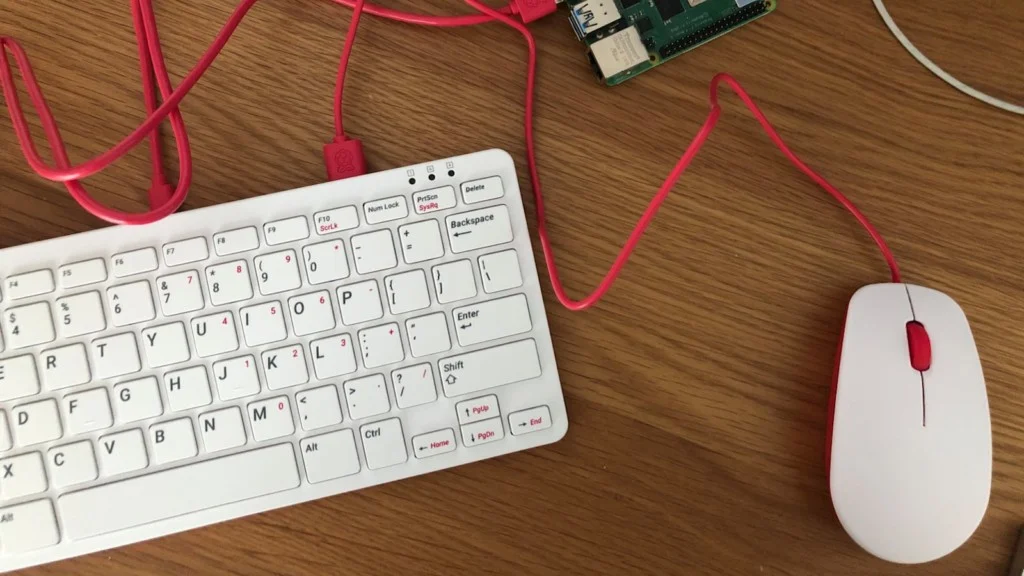 Delete
PrtScn
SysRq
Num Lock
F10
ScrLk
F9
F8
F7
F6
F5
F4
Backspace
+
=
-
)
0 *
(
9 9
*
8 8
&
7 7
^
6
%
5
$
4
E R T Y U 4 I 5 O 6 P - { [ } ] \
Enter
D F G H J 1 K 2 L 3 : ; + "
Shift
X C V B N M 0 < , > . ? / /
Alt
Alt
Ctrl
Home
PgUp
PgDn
End